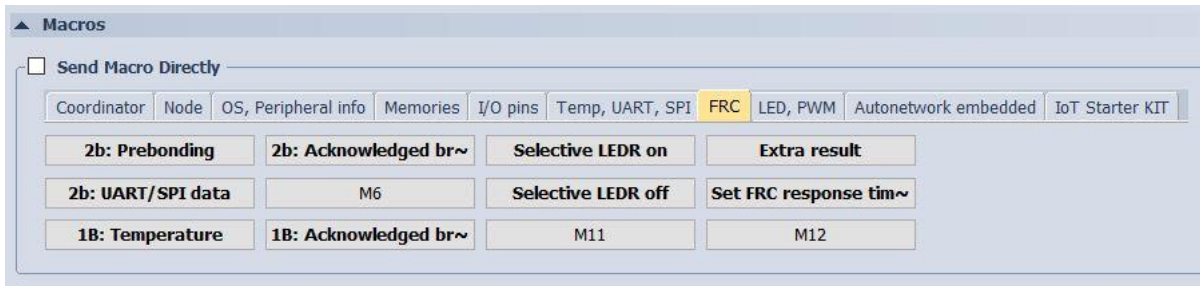 Macros
Send Macro Directly
Coordinator Node OS, Peripheral info Memories I/O pins Temp, UART, SPI FRC LED, PWM Autonetwork embedded IoT Starter KIT
2b: Prebonding 2b: Acknowledged br~ Selective LEDR on Extra result
2b: UART/SPI data M6 Selective LEDR off Set FRC response tim~
1B: Temperature 1B: Acknowledged br~ M11 M12